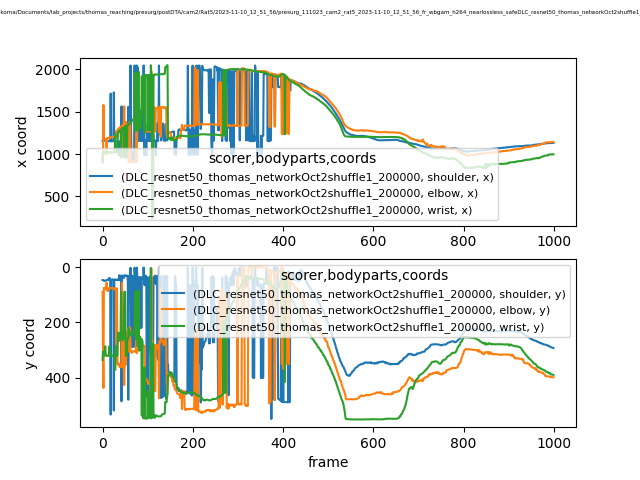 koma/Documents/lab_projects/thomas_reaching/presurg/postDTA/cam2/Rat5/2023-11-10_12_51_56/presurg_111023_cam2_rat5_2023-11-10_12_51_56_fr_wbgam_h264_nearlossless_safeDLC_resnet50_thomas_networkOct2shuffle1_
2000
1500
1000
500
x coord
scorer,bodyparts,coords
(DLC_resnet50_thomas_networkOct2shuffle1_200000, shoulder, x)
(DLC_resnet50_thomas_networkOct2shuffle1_200000, elbow, x)
(DLC_resnet50_thomas_networkOct2shuffle1_200000, wrist, x)
0 200 400 600 800 1000
0
200
400
y coord
scorer,bodyparts,coords
(DLC_resnet50_thomas_networkOct2shuffle1_200000, shoulder, y)
(DLC_resnet50_thomas_networkOct2shuffle1_200000, elbow, y)
(DLC_resnet50_thomas_networkOct2shuffle1_200000, wrist, y)
0 200 400 600 800 1000
frame